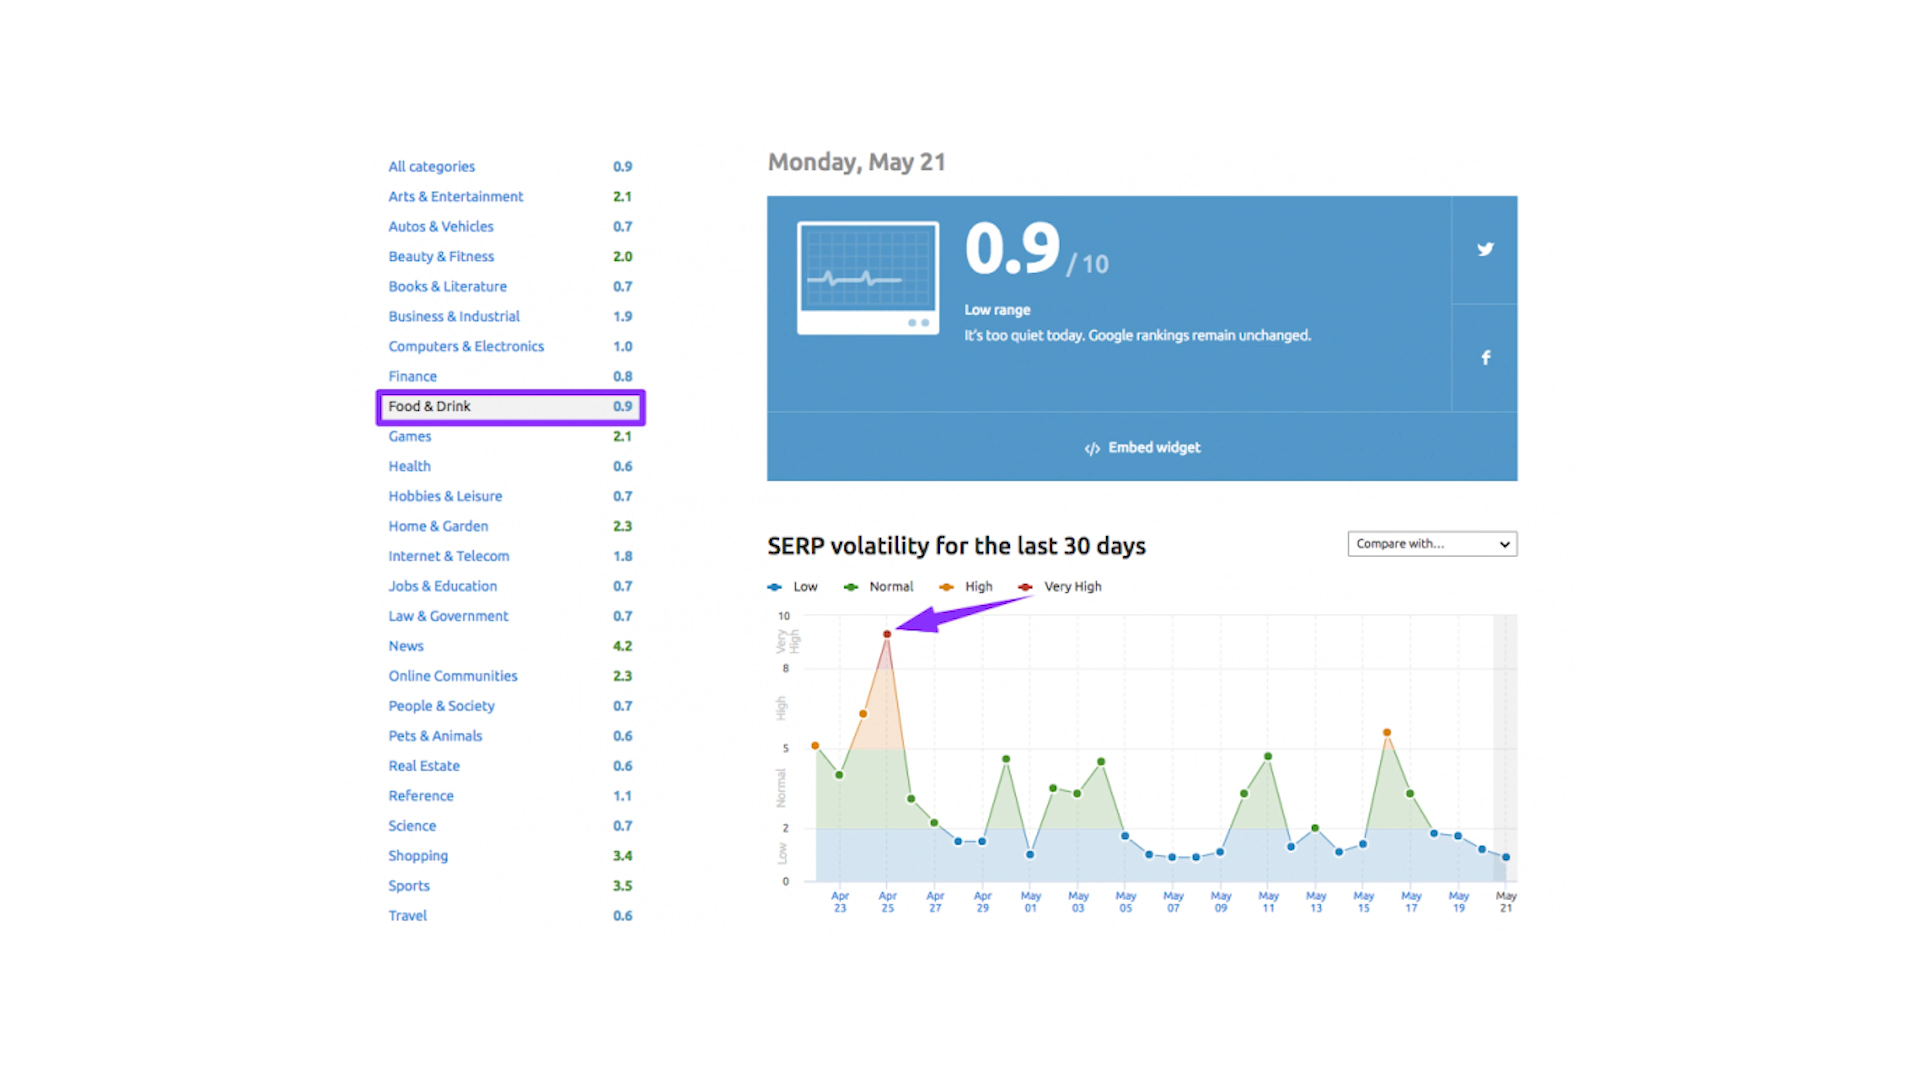 All categories 0.9
Arts & Entertainment 2.1
Autos & Vehicles 0.7
Beauty & Fitness 2.0
Books & Literature 0.7
Business & Industrial 1.9
Computers & Electronics 1.0
Finance 0.8
Food & Drink 0.9
Games 2.1
Health 0.6
Hobbies & Leisure 0.7
Home & Garden 2.3
Internet & Telecom 1.8
Jobs & Education 0.7
Law & Government 0.7
News 4.2
Online Communities 2.3
People & Society 0.7
Pets & Animals 0.6
Real Estate 0.6
Reference 1.1
Science 0.7
Shopping 3.4
Sports 3.5
Travel 0.6
Monday, May 21
0.9 / 10
Low range
It's too quiet today. Google rankings remain unchanged.
</> Embed widget
SERP volatility for the last 30 days
Compare with...
Low Normal High Very High
10
Very High
8
High
5
Normal
2
Low
0
Apr 23 Apr 25 Apr 27 Apr 29 May 01 May 03 May 05 May 07 May 09 May 11 May 13 May 15 May 17 May 19 May 21